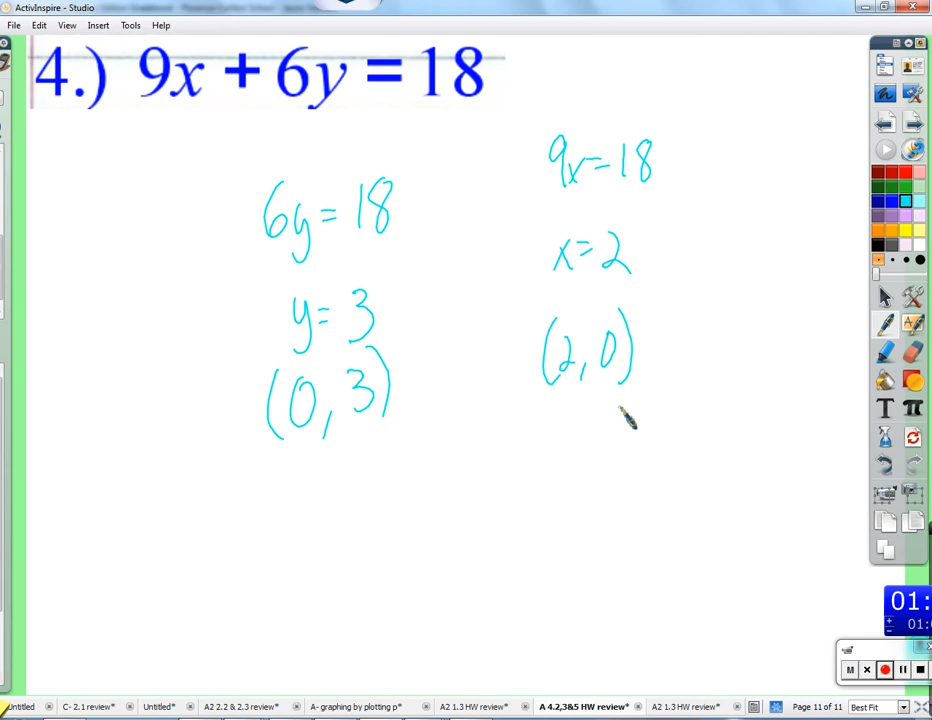 ActivInspire - Studio
File Edit View Insert Tools Help
4.) 9x + 6y = 18
6y = 18
y = 3
(0, 3)
9x = 18
x = 2
(2, 0)
T π
01:
01:
M
Untitled C- 2.1 review* Untitled* A2 2.2 & 2.3 review* A- graphing by plotting p* A2 1.3 HW review* A 4.2,3&5 HW review* A2 1.3 HW review* Page 11 of 11 Best Fit